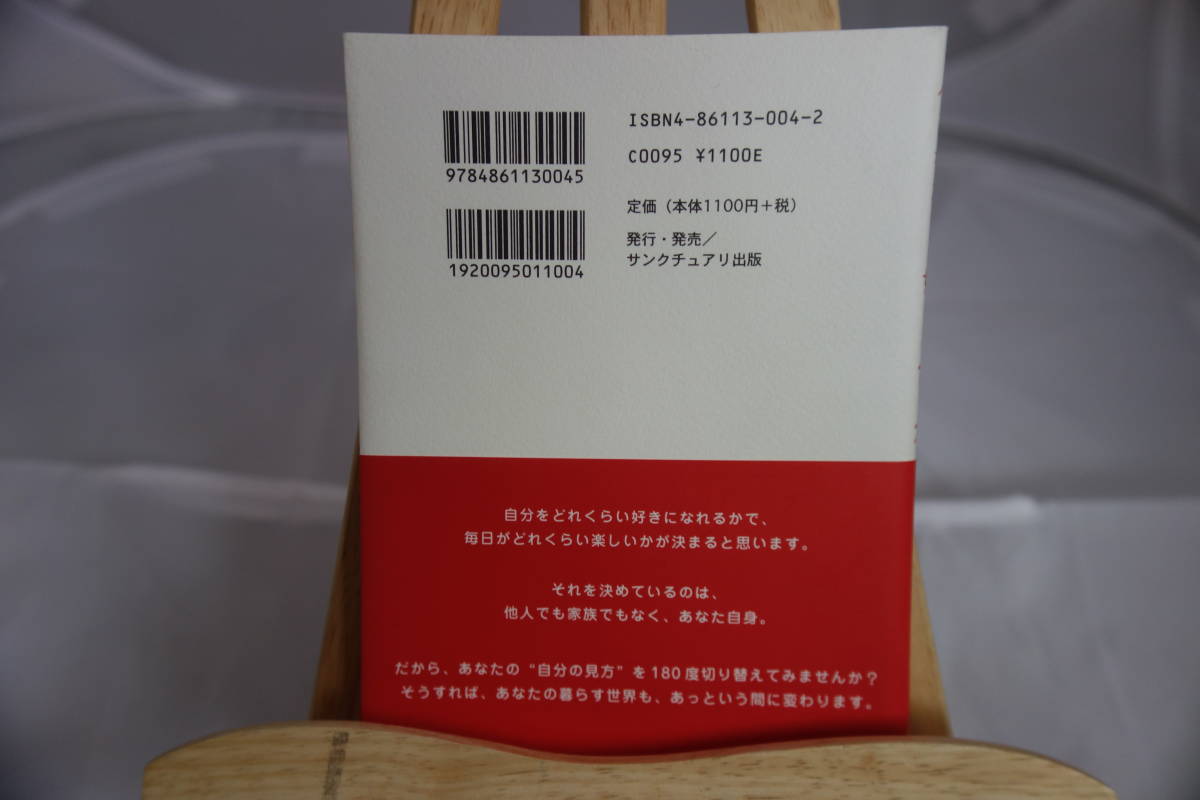 ISBN4-86113-004-2
C0095 ¥1100E
9784861130045
定価（本体1100円＋税）
発行・発売／
サンクチュアリ出版
1920095011004
自分をどれくらい好きになれるかで、
毎日がどれくらい楽しいかが決まると思います。
それを決めているのは、
他人でも家族でもなく、あなた自身。
だから、あなたの“自分の見方”を180度切り替えてみませんか？
そうすれば、あなたの暮らす世界も、あっという間に変わります。